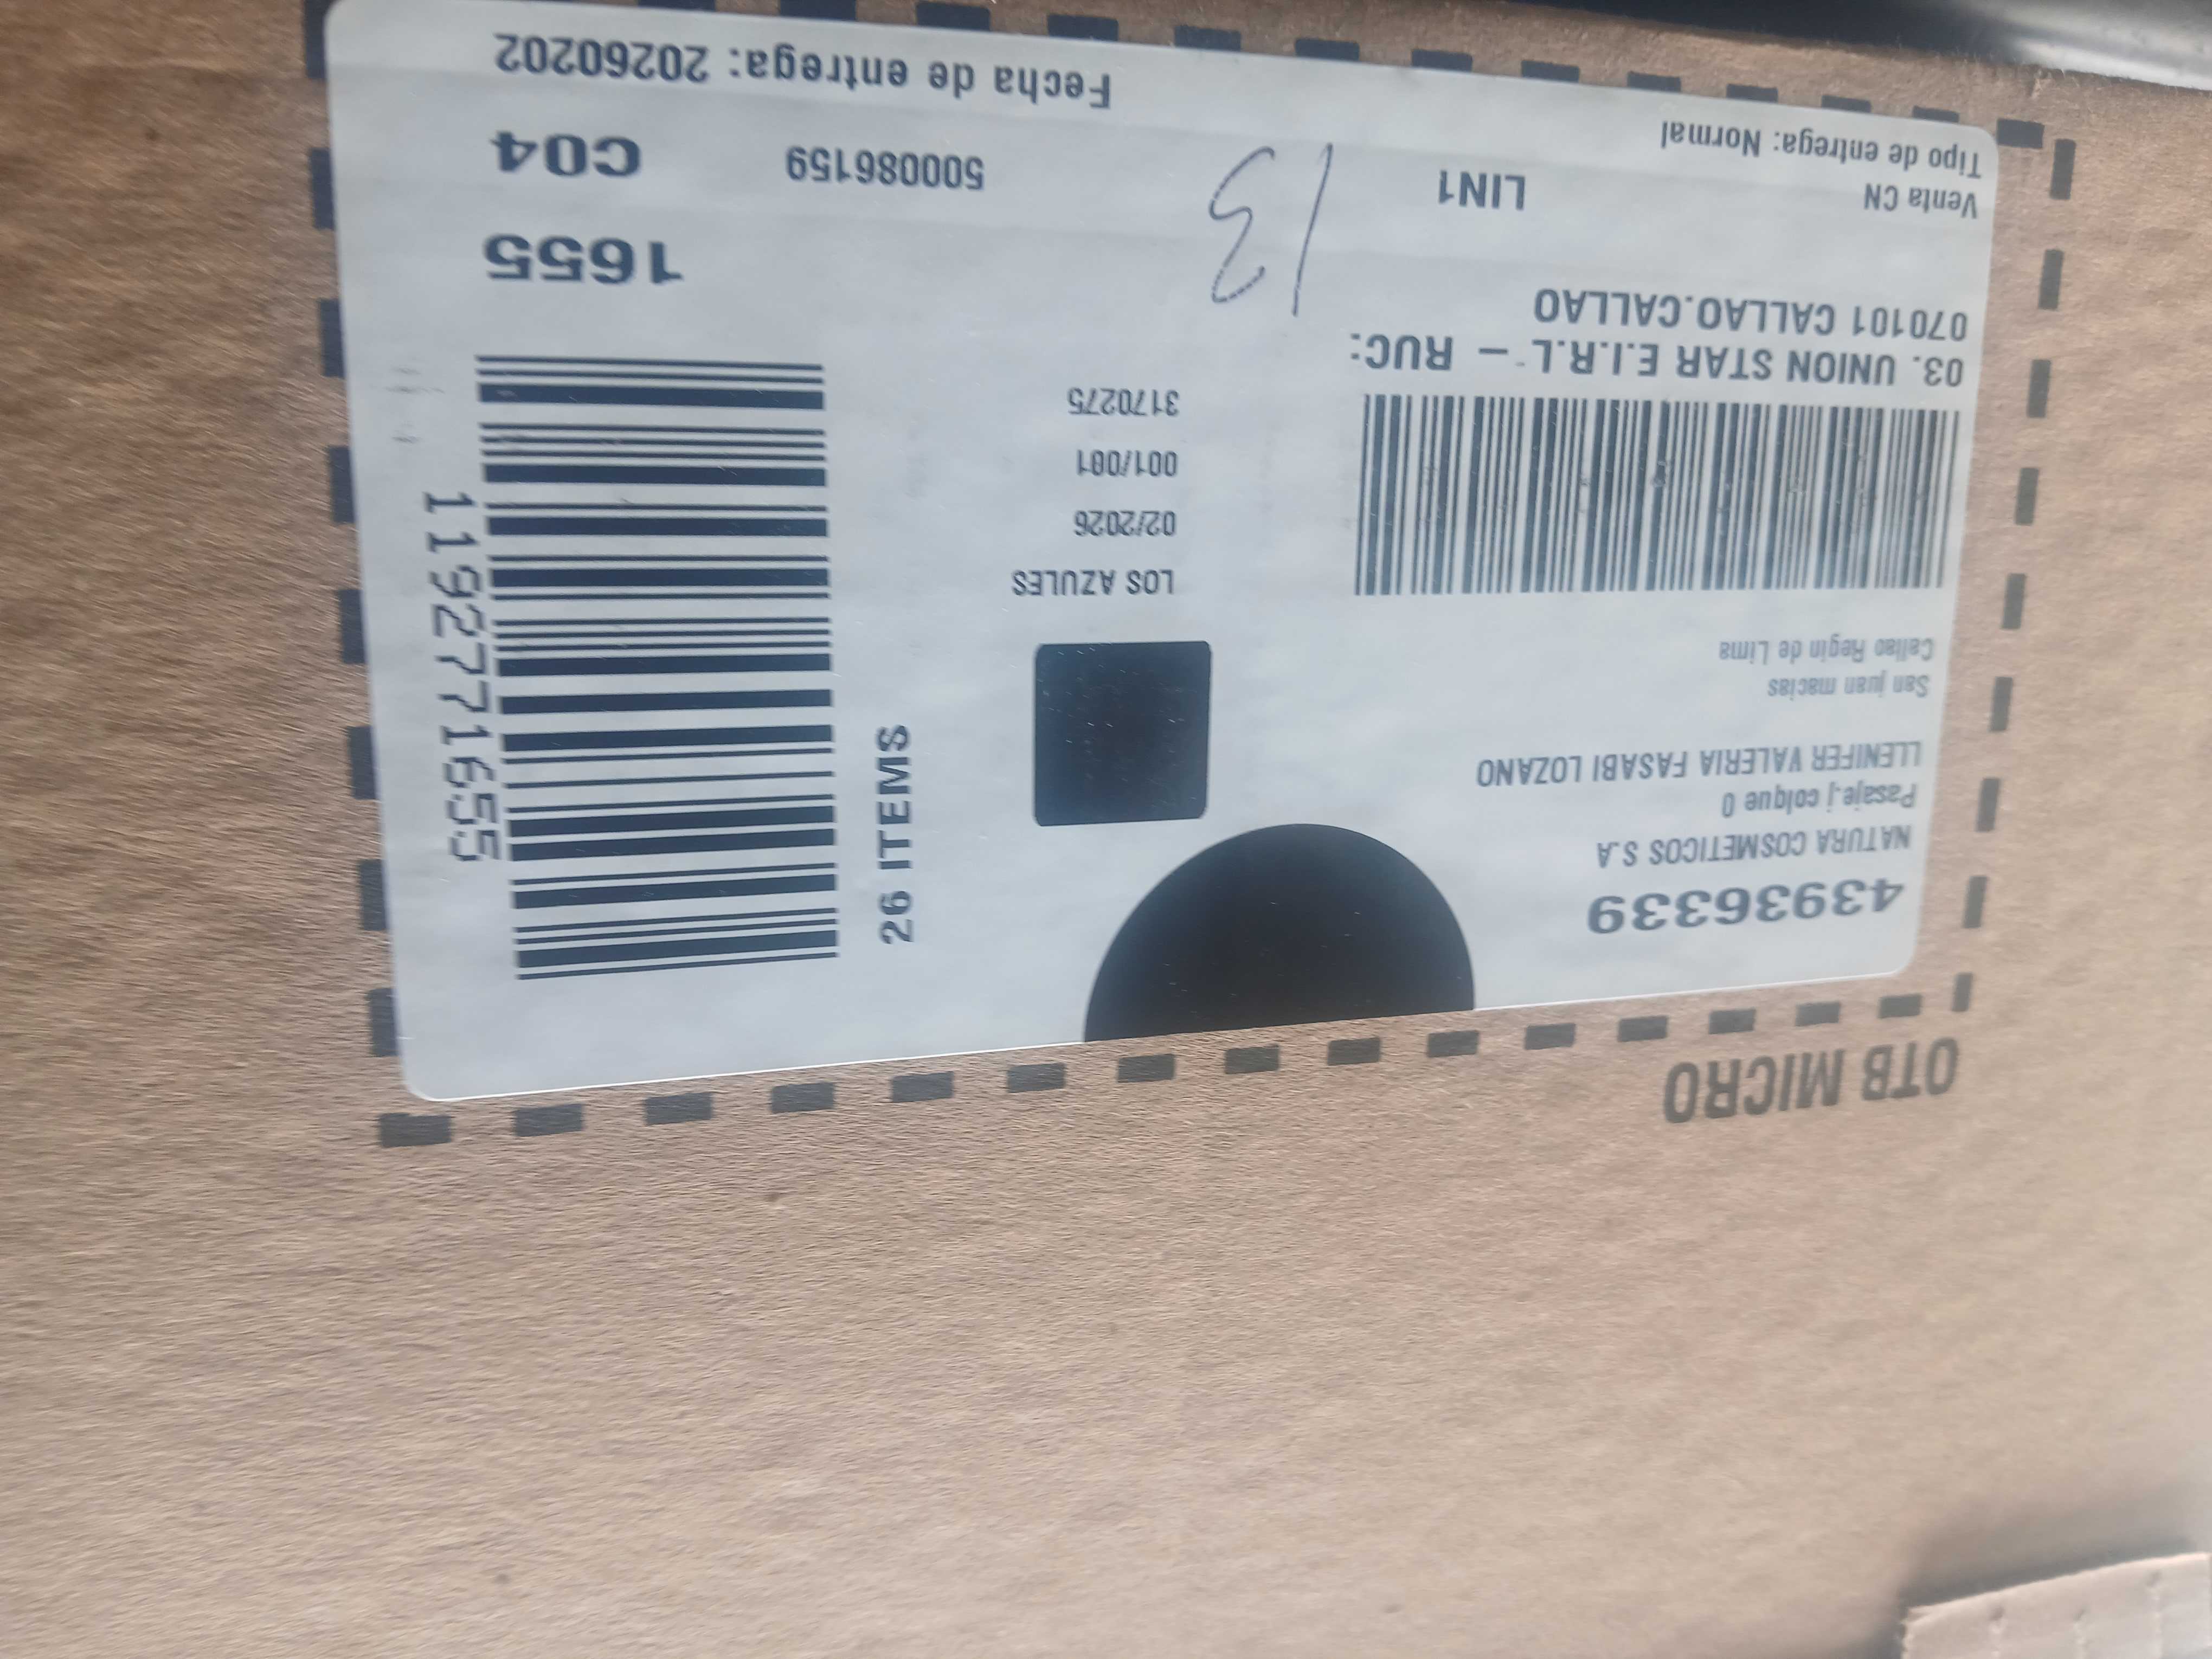 OTB MICRO
43936339
NATURA COSMETICOS S.A
Pasaje.j colque 0
LLENIFER VALERIA FASABI LOZANO
San juan macias
Callao Regin de Lima
03. UNION STAR E.I.R.L - RUC:
070101 CALLAO.CALLAO
Venta CN
LIN1
Tipo de entrega: Normal
LOS AZULES
02/2026
001/001
3170275
13
26 ITEMS
11927771655
1655
500086159
C04
Fecha de entrega: 20260202